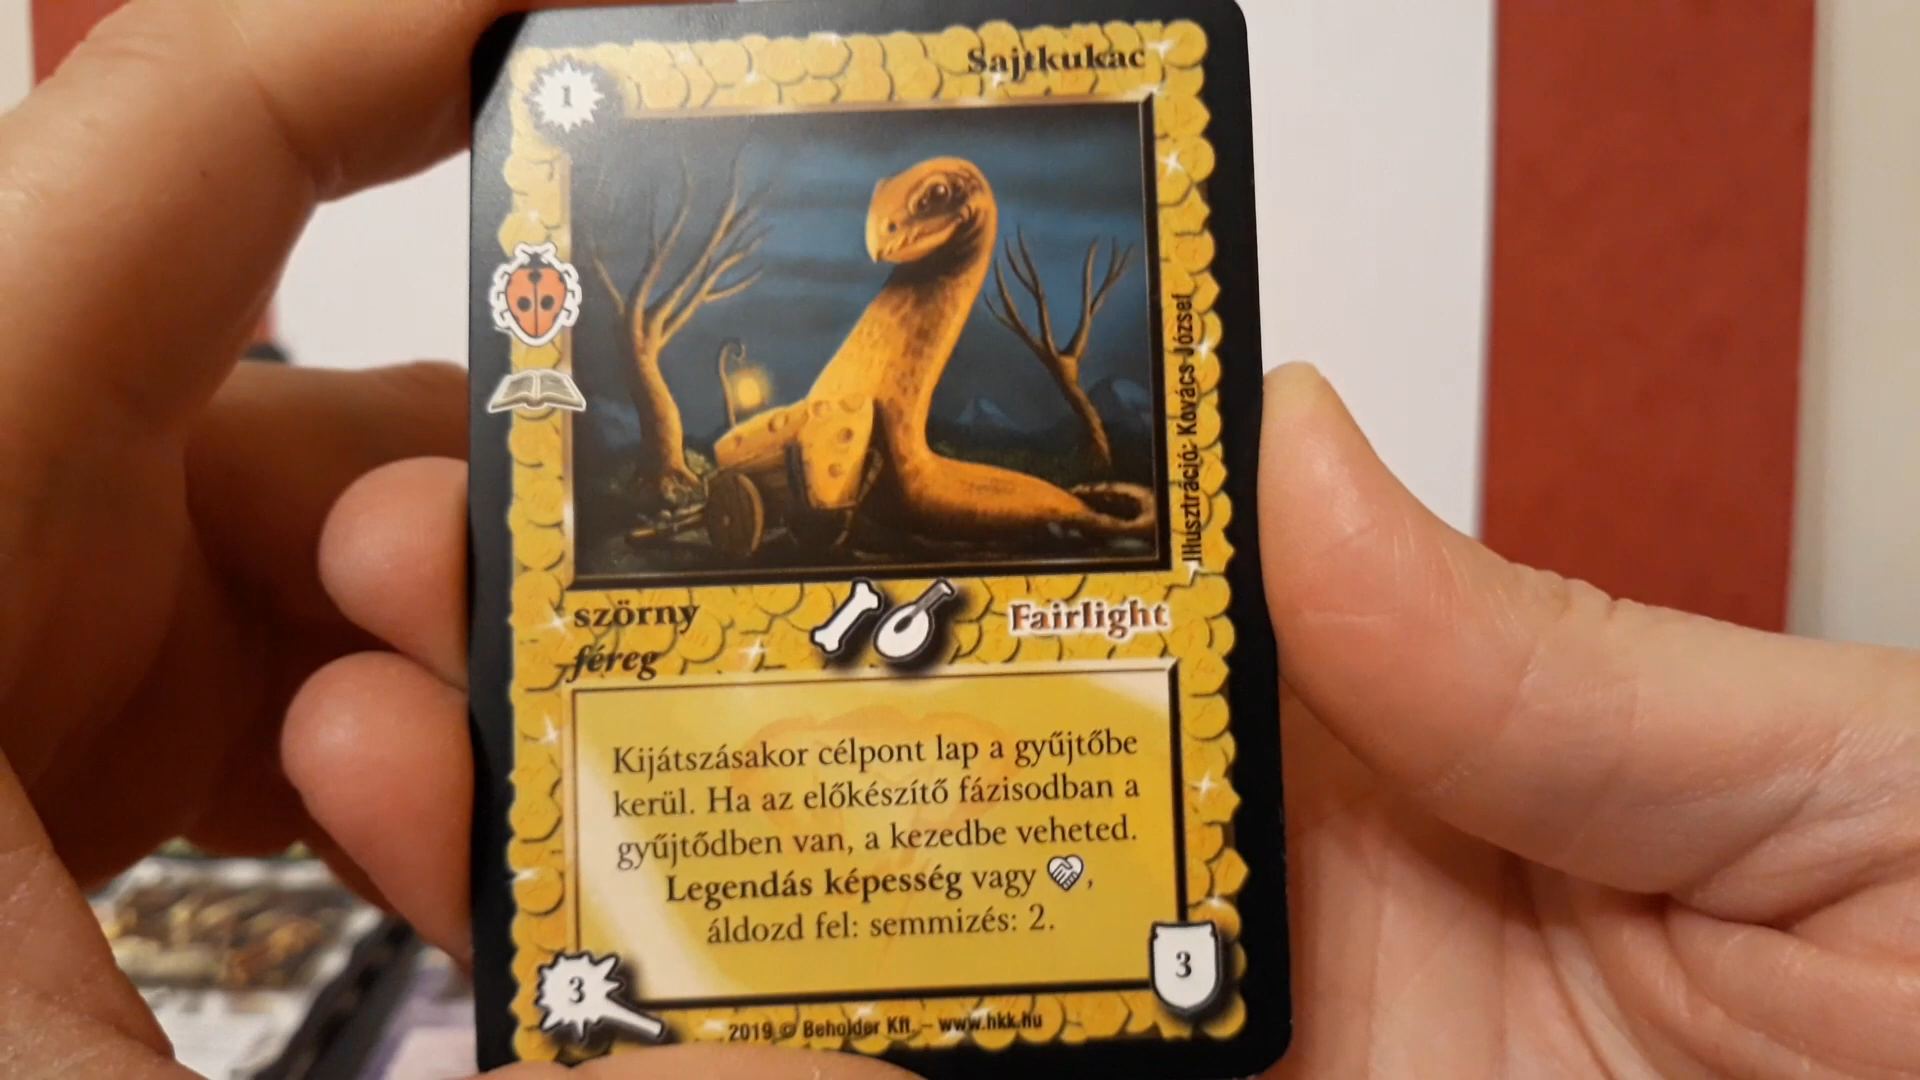 Sajtkukac
1
Illusztráció: Kovács József
szörny
féreg
Fairlight
Kijátszásakor célpont lap a gyűjtőbe
kerül. Ha az előkészítő fázisodban a
gyűjtődben van, a kezedbe veheted.
Legendás képesség vagy ,
áldozd fel: semmizés: 2.
3
3
2019 © Beholder Kft. – www.hkk.hu